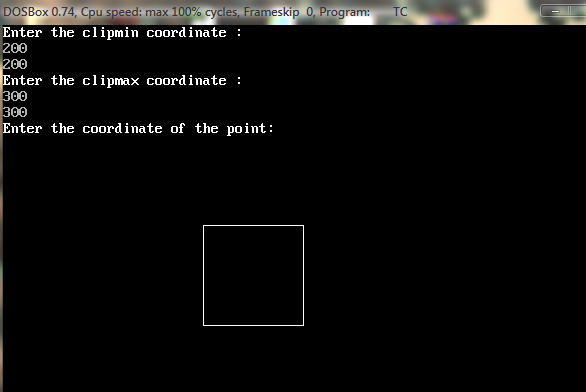 DOSBox 0.74, Cpu speed: max 100% cycles, Frameskip 0, Program: TC
Enter the clipmin coordinate :
200
200
Enter the clipmax coordinate :
300
300
Enter the coordinate of the point: